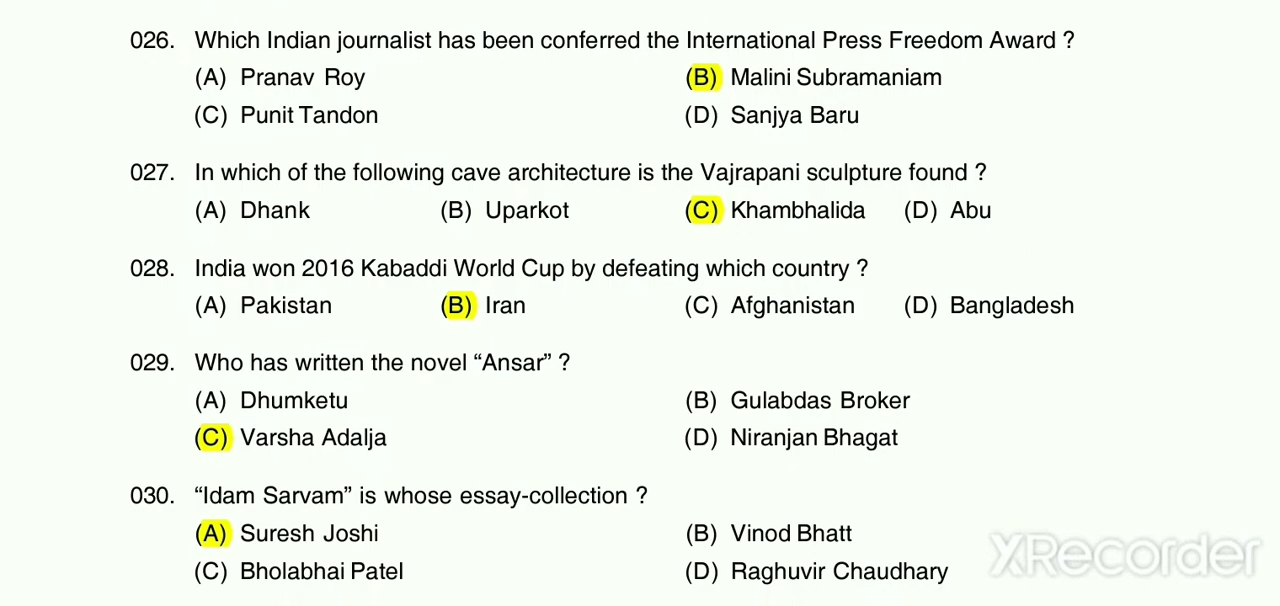 026. Which Indian journalist has been conferred the International Press Freedom Award ?
(A) Pranav Roy (B) Malini Subramaniam
(C) Punit Tandon (D) Sanjya Baru
027. In which of the following cave architecture is the Vajrapani sculpture found ?
(A) Dhank (B) Uparkot (C) Khambhalida (D) Abu
028. India won 2016 Kabaddi World Cup by defeating which country ?
(A) Pakistan (B) Iran (C) Afghanistan (D) Bangladesh
029. Who has written the novel “Ansar” ?
(A) Dhumketu (B) Gulabdas Broker
(C) Varsha Adalja (D) Niranjan Bhagat
030. “Idam Sarvam” is whose essay-collection ?
(A) Suresh Joshi (B) Vinod Bhatt
(C) Bholabhai Patel (D) Raghuvir Chaudhary
XRecorder